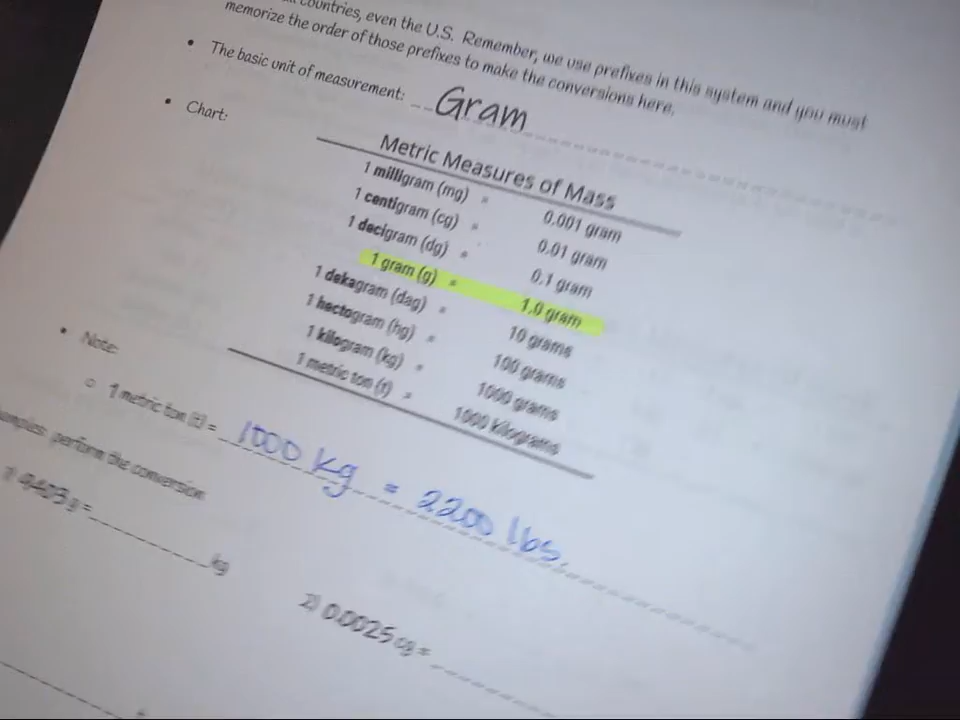 countries, even the U.S. Remember, we use prefixes in this system and you must
memorize the order of those prefixes to make the conversions here.
• The basic unit of measurement: Gram
• Chart:
Metric Measures of Mass
1 milligram (mg) = 0.001 gram
1 centigram (cg) = 0.01 gram
1 decigram (dg) = 0.1 gram
1 gram (g) = 1.0 gram
1 dekagram (dag) = 10 grams
1 hectogram (hg) = 100 grams
1 kilogram (kg) = 1000 grams
1 metric ton (t) = 1000 Kilograms
• Note:
○ 1 metric ton (t) = 1000 kg = 2200 lbs.
perform the conversion
g = kg
2) 0.0025 cg =